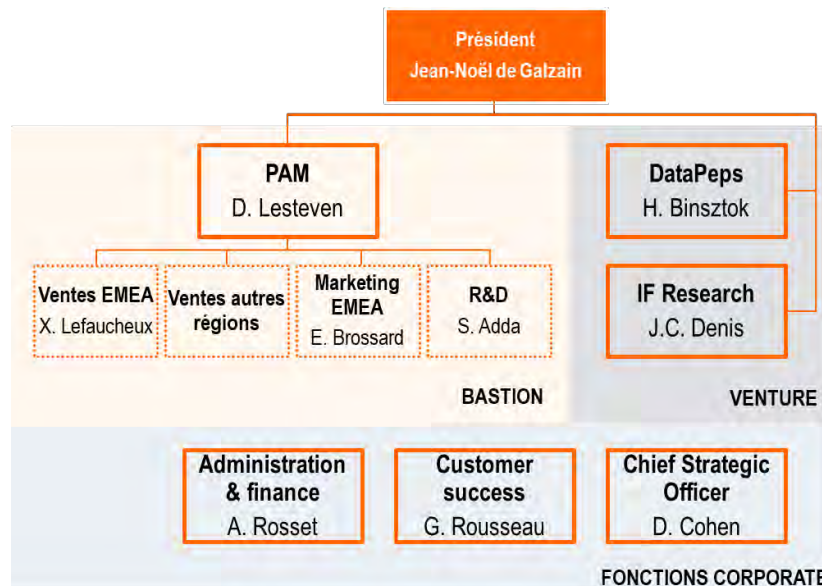 Président
Jean-Noël de Galzain
PAM
D. Lesteven
DataPeps
H. Binsztok
Ventes EMEA
X. Lefaucheux
Ventes autres
régions
Marketing
EMEA
E. Brossard
R&D
S. Adda
IF Research
J.C. Denis
BASTION
VENTURE
Administration
& finance
A. Rosset
Customer
success
G. Rousseau
Chief Strategic
Officer
D. Cohen
FONCTIONS CORPORATE